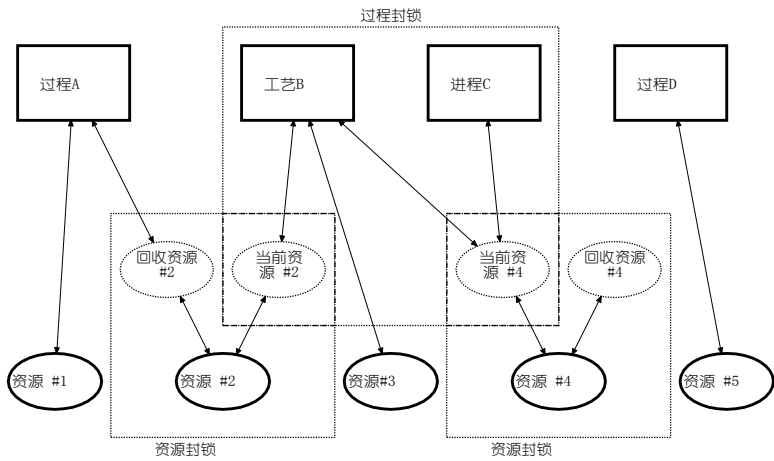 过程封锁
过程A
工艺B
进程C
过程D
回收资源
#2
当前资
源 #2
当前资
源 #4
回收资源
#4
资源 #1
资源 #2
资源#3
资源 #4
资源 #5
资源封锁
资源封锁